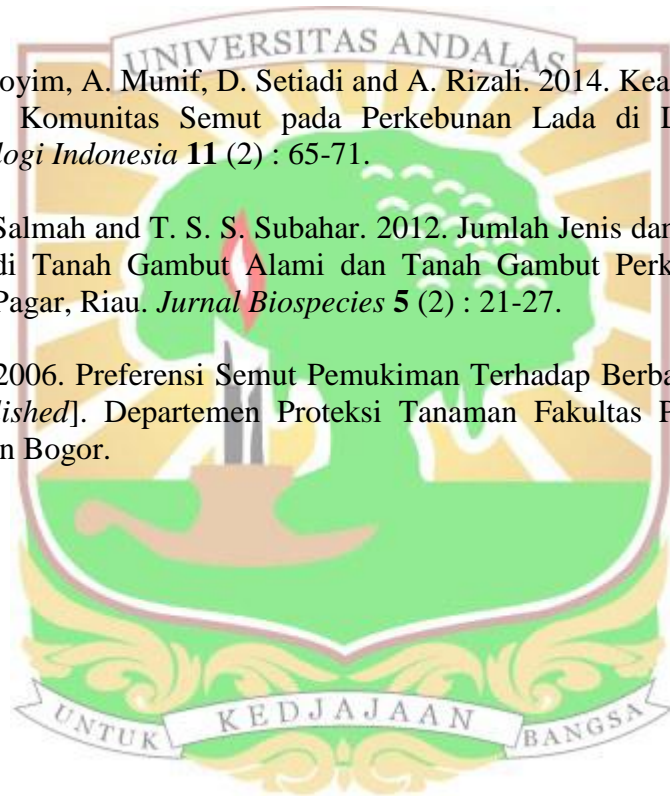 UNIVERSITAS ANDALAS
oyim, A. Munif, D. Setiadi and A. Rizali. 2014. Kea
Komunitas Semut pada Perkebunan Lada di
logi Indonesia 11 (2) : 65-71.
Salmah and T. S. S. Subahar. 2012. Jumlah Jenis dan
di Tanah Gambut Alami dan Tanah Gambut Perk
Pagar, Riau. Jurnal Biospecies 5 (2) : 21-27.
2006. Preferensi Semut Pemukiman Terhadap Berba
lished]. Departemen Proteksi Tanaman Fakultas
n Bogor.
UNTUK KEDJAJAAN BANGSA